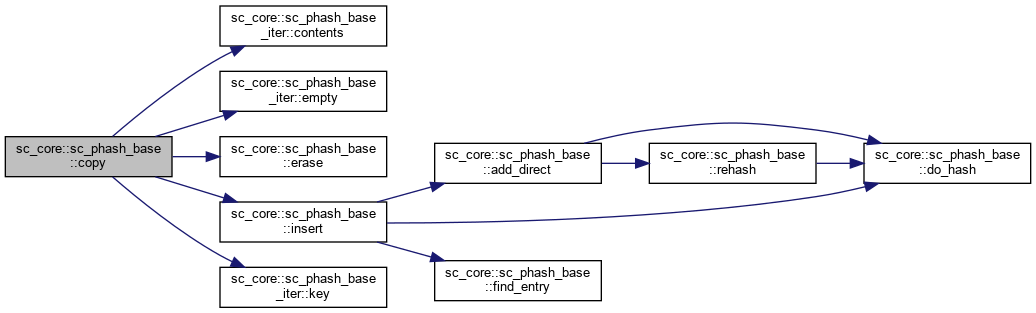 sc_core::sc_phash_base
::copy
sc_core::sc_phash_base
_iter::contents
sc_core::sc_phash_base
_iter::empty
sc_core::sc_phash_base
::erase
sc_core::sc_phash_base
::insert
sc_core::sc_phash_base
_iter::key
sc_core::sc_phash_base
::add_direct
sc_core::sc_phash_base
::find_entry
sc_core::sc_phash_base
::rehash
sc_core::sc_phash_base
::do_hash